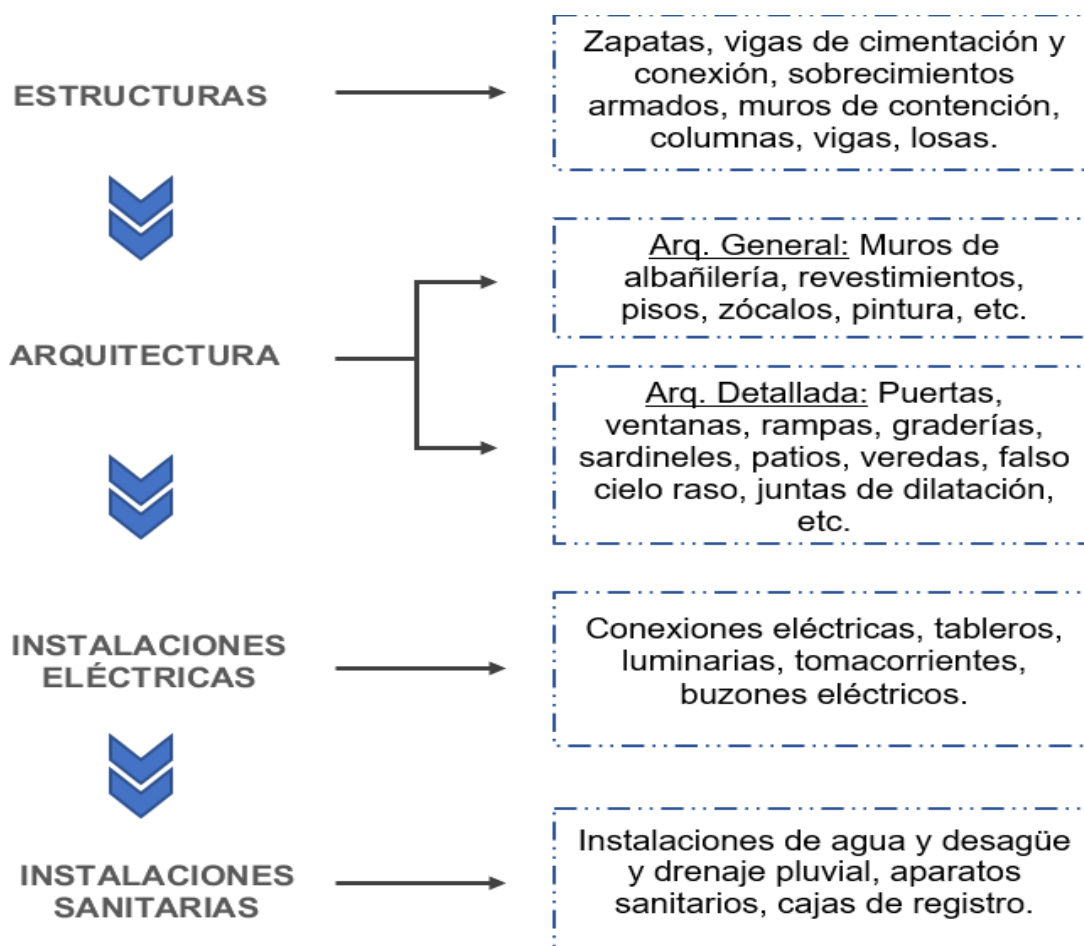 ESTRUCTURAS
Zapatas, vigas de cimentación y
conexión, sobrecimientos
armados, muros de contención,
columnas, vigas, losas.
ARQUITECTURA
Arq. General: Muros de
albañilería, revestimientos,
pisos, zócalos, pintura, etc.
Arq. Detallada: Puertas,
ventanas, rampas, graderías,
sardineles, patios, veredas, falso
cielo raso, juntas de dilatación,
etc.
INSTALACIONES
ELÉCTRICAS
Conexiones eléctricas, tableros,
luminarias, tomacorrientes,
buzones eléctricos.
INSTALACIONES
SANITARIAS
Instalaciones de agua y desagüe
y drenaje pluvial, aparatos
sanitarios, cajas de registro.